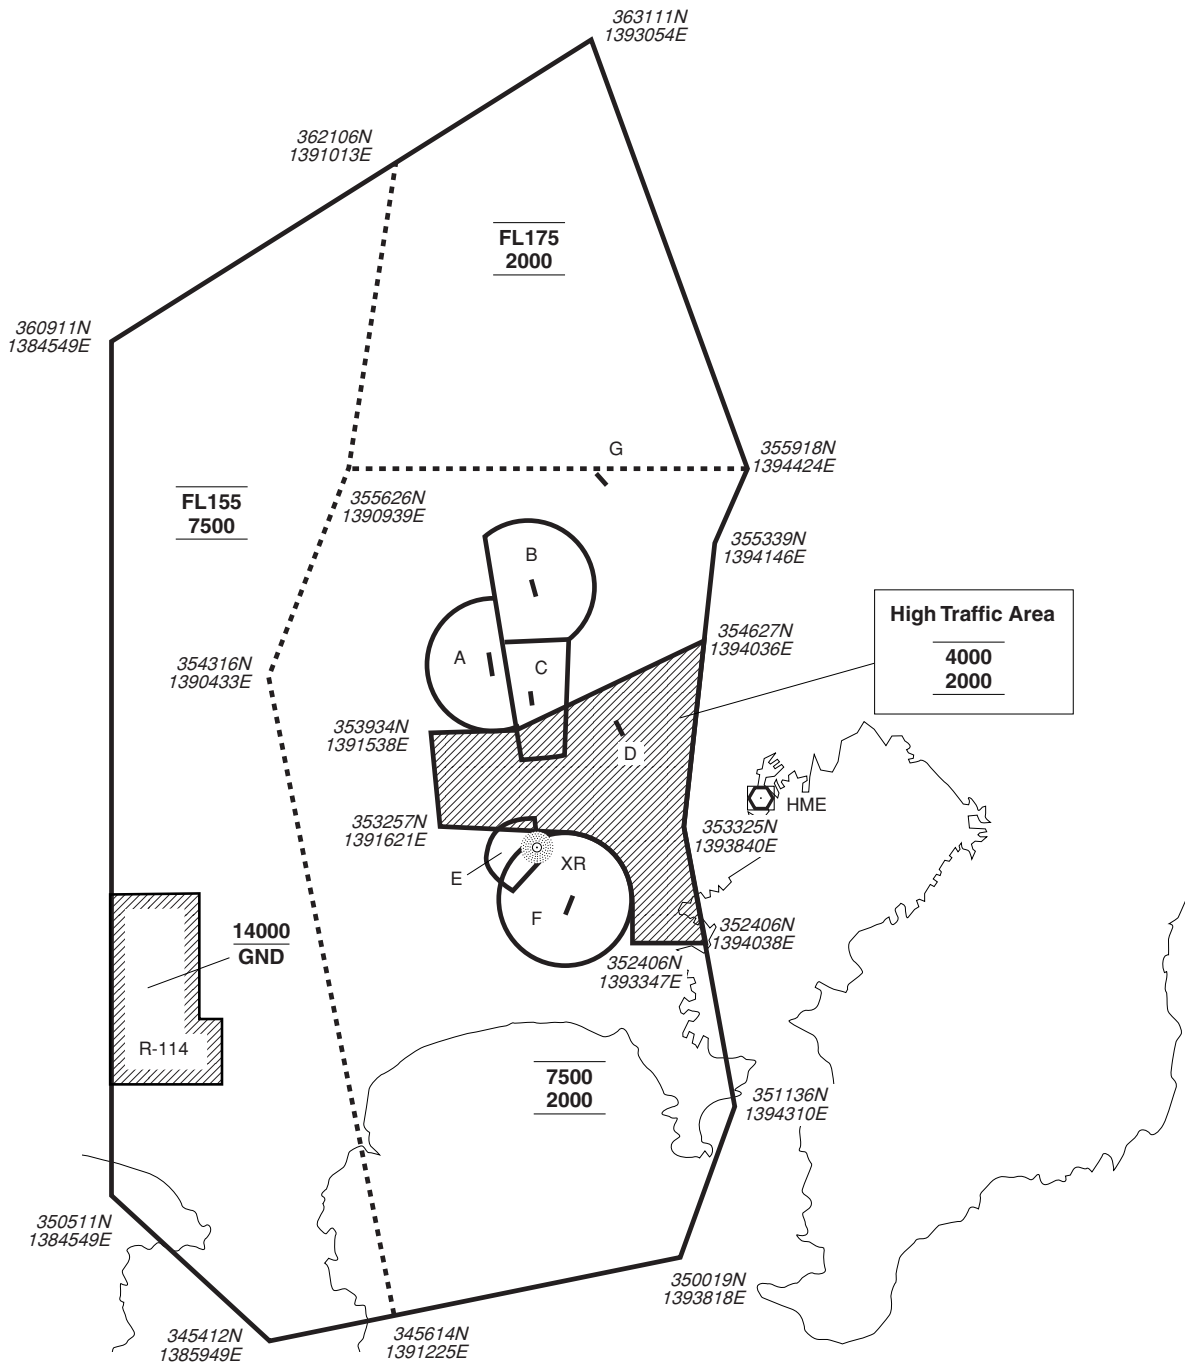 363111N
1393054E
362106N
1391013E
FL175
2000
360911N
1384549E
G
355918N
1394424E
FL155
7500
355626N
1390939E
355339N
1394146E
B
High Traffic Area
4000
2000
354627N
1394036E
A
C
354316N
1390433E
353934N
1391538E
D
HME
353257N
1391621E
353325N
1393840E
XR
E
F
14000
GND
352406N
1394038E
352406N
1393347E
R-114
7500
2000
351136N
1394310E
350511N
1384549E
350019N
1393818E
345412N
1385949E
345614N
1391225E